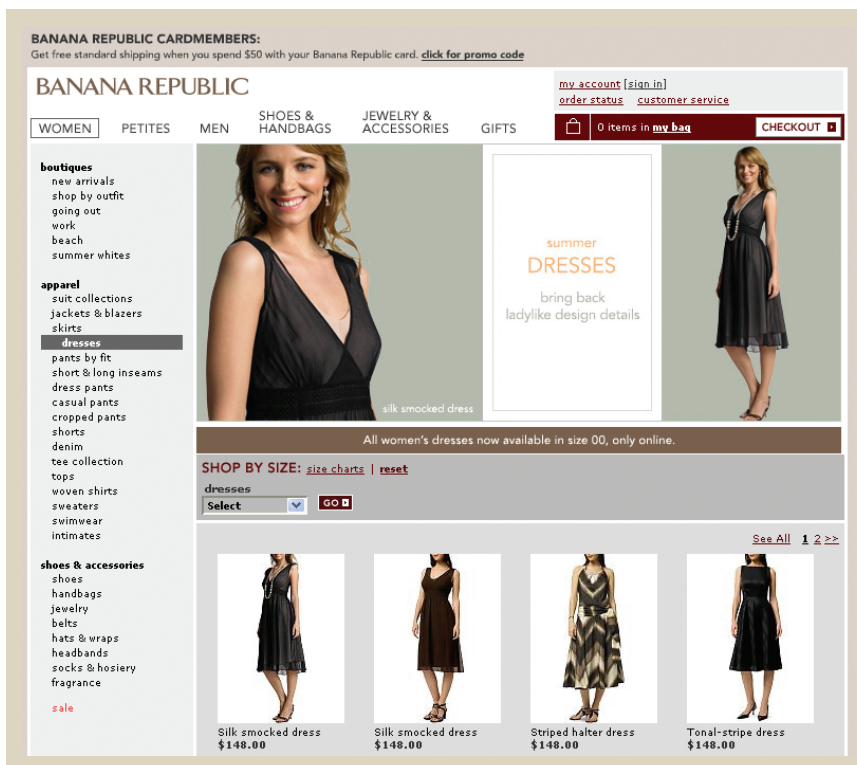 BANANA REPUBLIC CARDMEMBERS:
Get free standard shipping when you spend $50 with your Banana Republic card. click for promo code
BANANA REPUBLIC
my account [sign in]
order status customer service
WOMEN PETITES MEN SHOES & HANDBAGS JEWELRY & ACCESSORIES GIFTS
0 items in my bag CHECKOUT
boutiques
new arrivals
shop by outfit
going out
work
beach
summer whites
apparel
suit collections
jackets & blazers
skirts
dresses
pants by fit
short & long inseams
dress pants
casual pants
cropped pants
shorts
denim
tee collection
tops
woven shirts
sweaters
swimwear
intimates
shoes & accessories
shoes
handbags
jewelry
belts
hats & wraps
headbands
socks & hosiery
fragrance
sale
summer
DRESSES
bring back
ladylike design details
silk smocked dress
All women's dresses now available in size 00, only online.
SHOP BY SIZE: size charts | reset
dresses
Select GO
See All 1 2 >>
Silk smocked dress
$148.00
Silk smocked dress
$148.00
Striped halter dress
$148.00
Tonal-stripe dress
$148.00